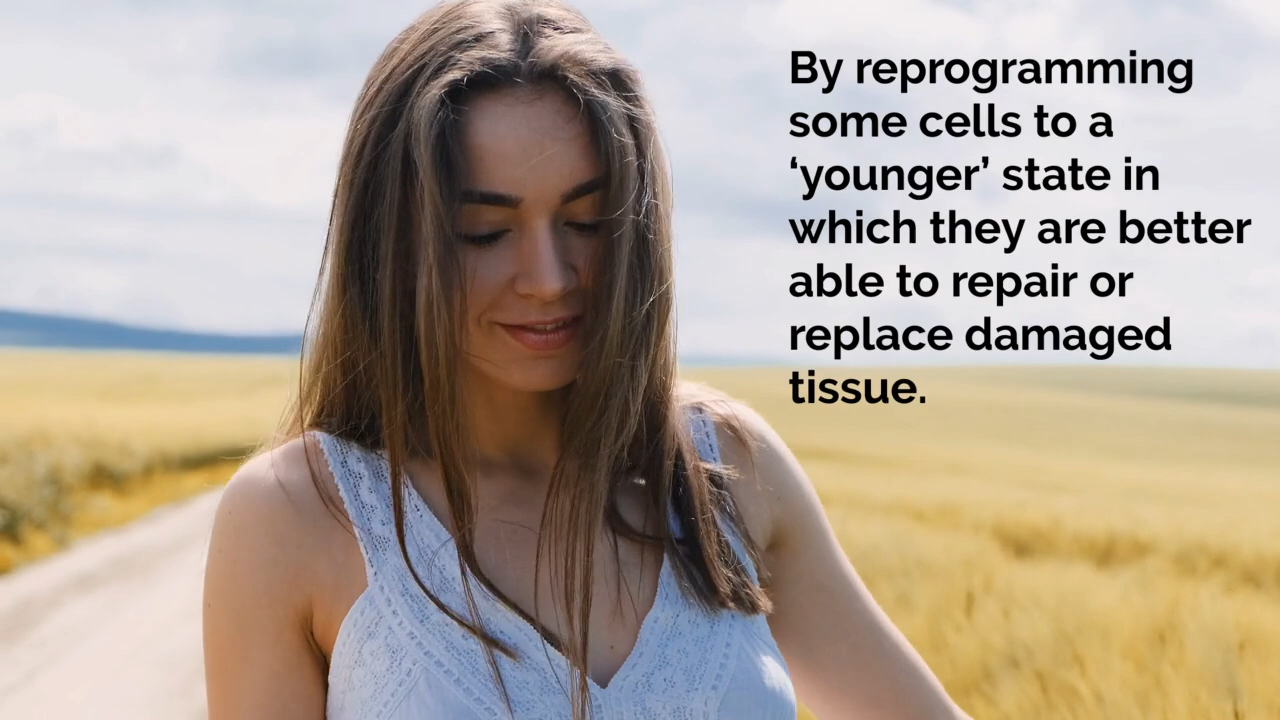 By reprogramming
some cells to a
‘younger’ state in
which they are better
able to repair or
replace damaged
tissue.